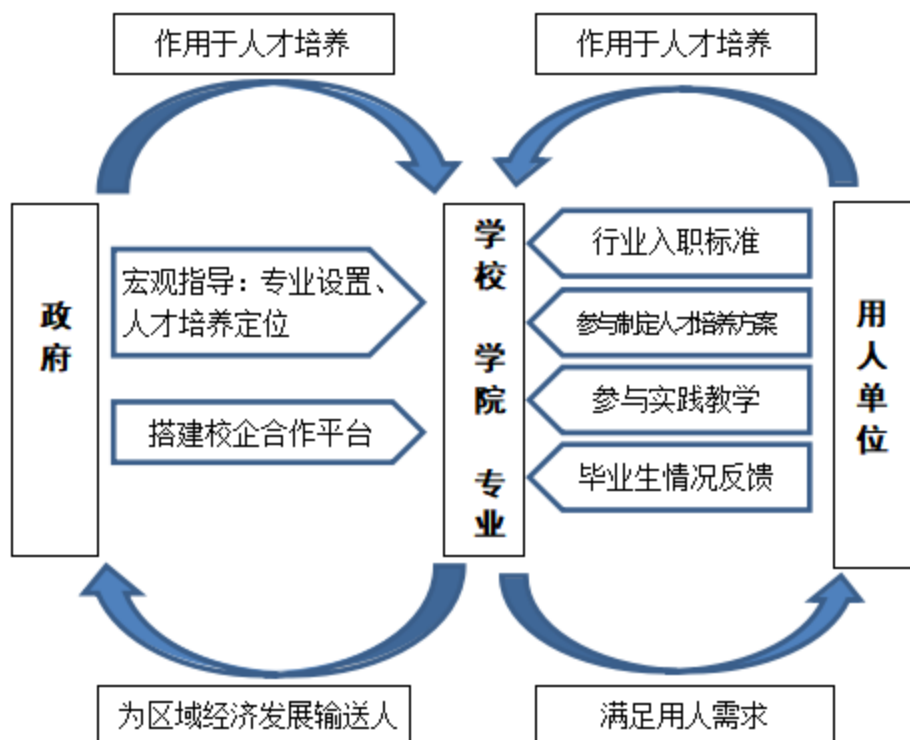 作用于人才培养
作用于人才培养
政府
宏观指导：专业设置、
人才培养定位
搭建校企合作平台
学校 学院 专业
行业入职标准
参与制定人才培养方案
参与实践教学
毕业生情况反馈
用人单位
为区域经济发展输送人
满足用人需求